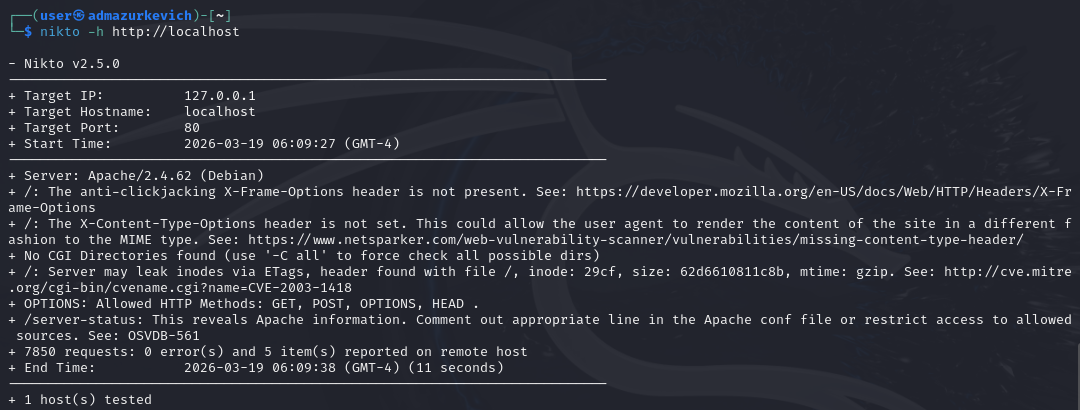 ┌──(user㉿admazurkevich)-[~]
└─$ nikto -h http://localhost
- Nikto v2.5.0
---------------------------------------------------------------------------
+ Target IP:          127.0.0.1
+ Target Hostname:    localhost
+ Target Port:        80
+ Start Time:         2026-03-19 06:09:27 (GMT-4)
---------------------------------------------------------------------------
+ Server: Apache/2.4.62 (Debian)
+ /: The anti-clickjacking X-Frame-Options header is not present. See: https://developer.mozilla.org/en-US/docs/Web/HTTP/Headers/X-Fr
ame-Options
+ /: The X-Content-Type-Options header is not set. This could allow the user agent to render the content of the site in a different f
ashion to the MIME type. See: https://www.netsparker.com/web-vulnerability-scanner/vulnerabilities/missing-content-type-header/
+ No CGI Directories found (use '-C all' to force check all possible dirs)
+ /: Server may leak inodes via ETags, header found with file /, inode: 29cf, size: 62d6610811c8b, mtime: gzip. See: http://cve.mitre
.org/cgi-bin/cvename.cgi?name=CVE-2003-1418
+ OPTIONS: Allowed HTTP Methods: GET, POST, OPTIONS, HEAD .
+ /server-status: This reveals Apache information. Comment out appropriate line in the Apache conf file or restrict access to allowed
 sources. See: OSVDB-561
+ 7850 requests: 0 error(s) and 5 item(s) reported on remote host
+ End Time:           2026-03-19 06:09:38 (GMT-4) (11 seconds)
---------------------------------------------------------------------------
+ 1 host(s) tested